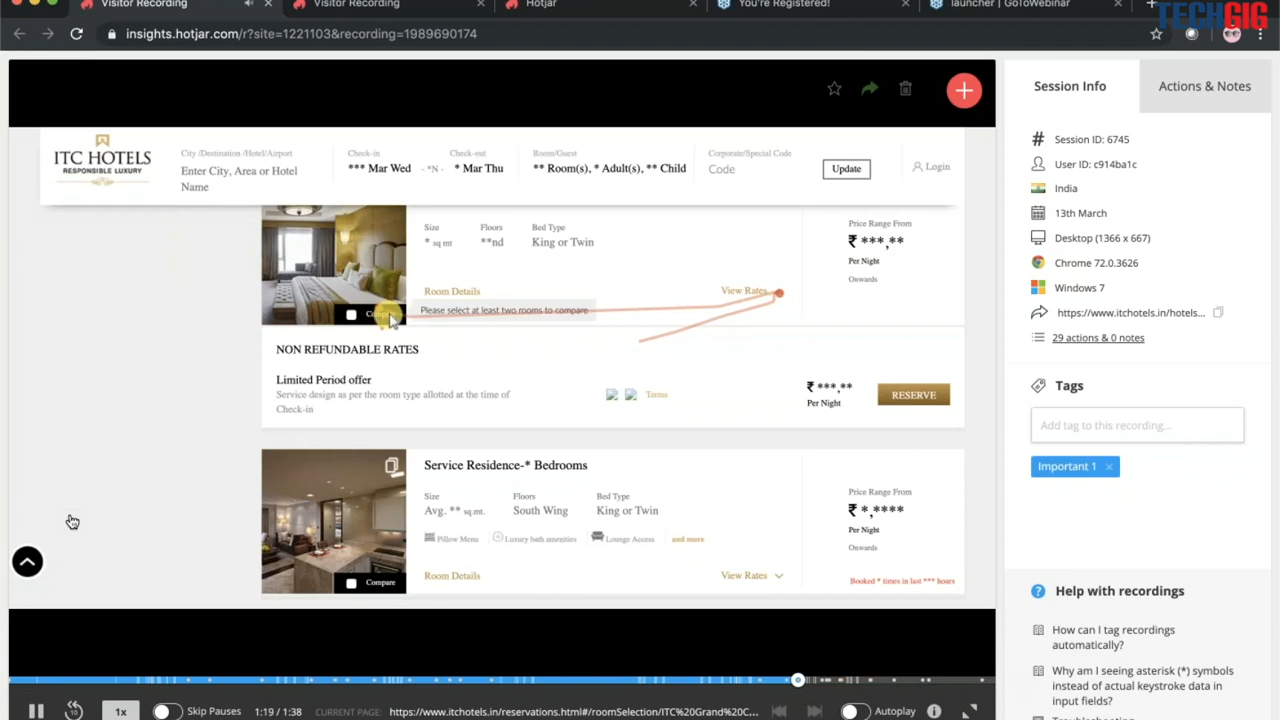 Visitor Recording
Visitor Recording
Hotjar
You're Registered!
launcher | GoToWebinar
TECHGIG
insights.hotjar.com/r?site=1221103&recording=1989690174
Session Info
Actions & Notes
ITC HOTELS
RESPONSIBLE LUXURY
City /Destination /Hotel/Airport
Enter City, Area or Hotel
Name
Check-in
*** Mar Wed
- *N -
Check-out
* Mar Thu
Room/Guest
** Room(s), * Adult(s), ** Child
Corporate/Special Code
Code
Update
Login
Size
* sq mt
Floors
**nd
Bed Type
King or Twin
Price Range From
₹ ***,**
Per Night
Onwards
Room Details
View Rates
Please select at least two rooms to compare
NON REFUNDABLE RATES
Limited Period offer
Service design as per the room type allotted at the time of
Check-in
Terms
₹ ***,**
Per Night
RESERVE
Service Residence-* Bedrooms
Size
Avg. ** sq.mt.
Floors
South Wing
Bed Type
King or Twin
Price Range From
₹ *,****
Per Night
Onwards
Pillow Menu
Luxury bath amenities
Lounge Access
and more
Compare
Room Details
View Rates
Booked * times in last *** hours
Session ID: 6745
User ID: c914ba1c
India
13th March
Desktop (1366 x 667)
Chrome 72.0.3626
Windows 7
https://www.itchotels.in/hotels...
29 actions & 0 notes
Tags
Add tag to this recording...
Important 1 ×
Help with recordings
How can I tag recordings
automatically?
Why am I seeing asterisk (*) symbols
instead of actual keystroke data in
input fields?
10
1x
Skip Pauses
1:19 / 1:38
CURRENT PAGE:
https://www.itchotels.in/reservations.html#/roomSelection/ITC%20Grand%20C...
Autoplay